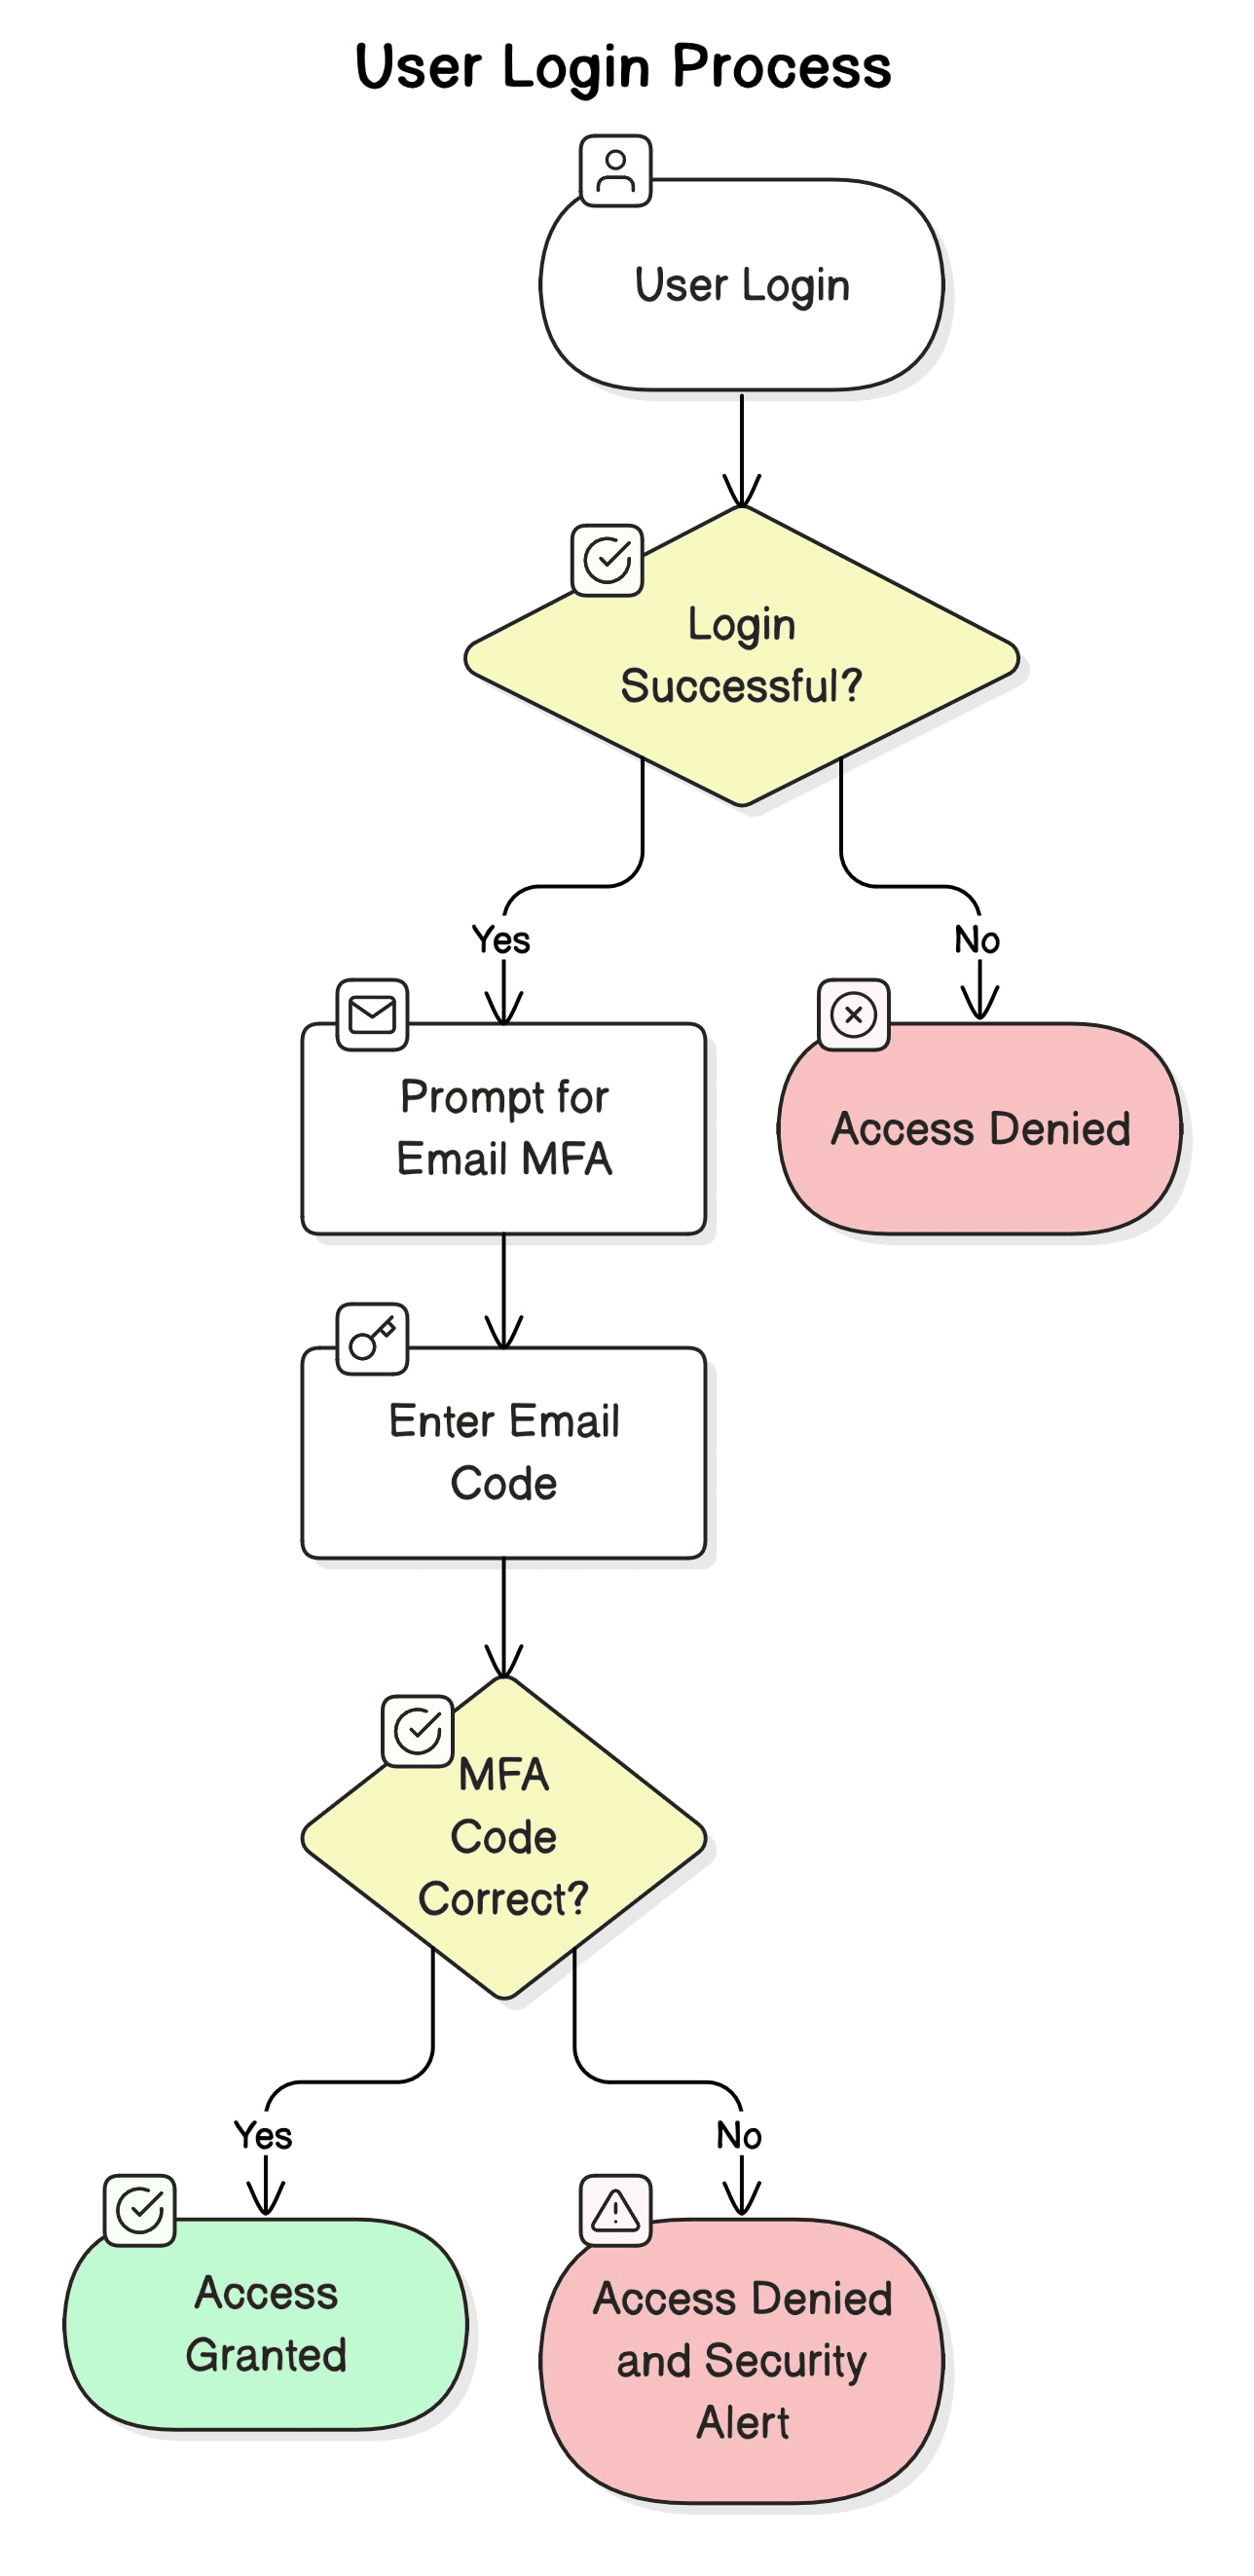 User Login Process
User Login
Login
Successful?
Yes
No
Prompt for
Email MFA
Access Denied
Enter Email
Code
MFA
Code
Correct?
Yes
No
Access
Granted
Access Denied
and Security
Alert